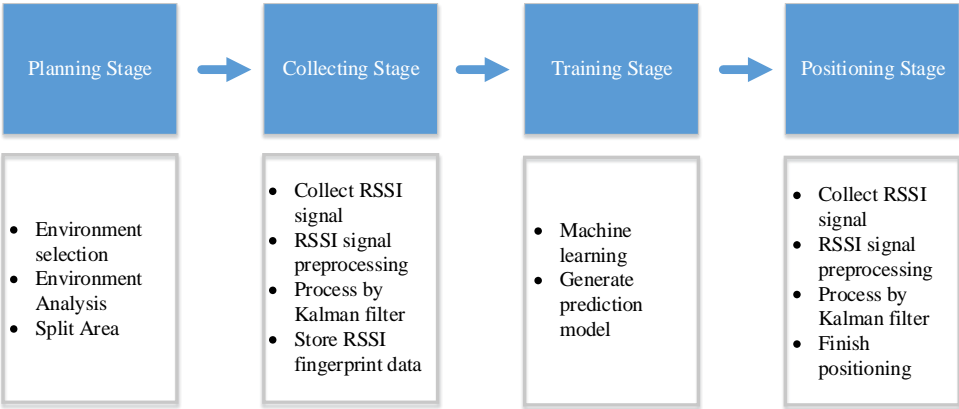 Planning Stage
Collecting Stage
Training Stage
Positioning Stage
• Environment
selection
• Environment
Analysis
• Split Area
• Collect RSSI
signal
• RSSI signal
preprocessing
• Process by
Kalman filter
• Store RSSI
fingerprint data
• Machine
learning
• Generate
prediction
model
• Collect RSSI
signal
• RSSI signal
preprocessing
• Process by
Kalman filter
• Finish
positioning